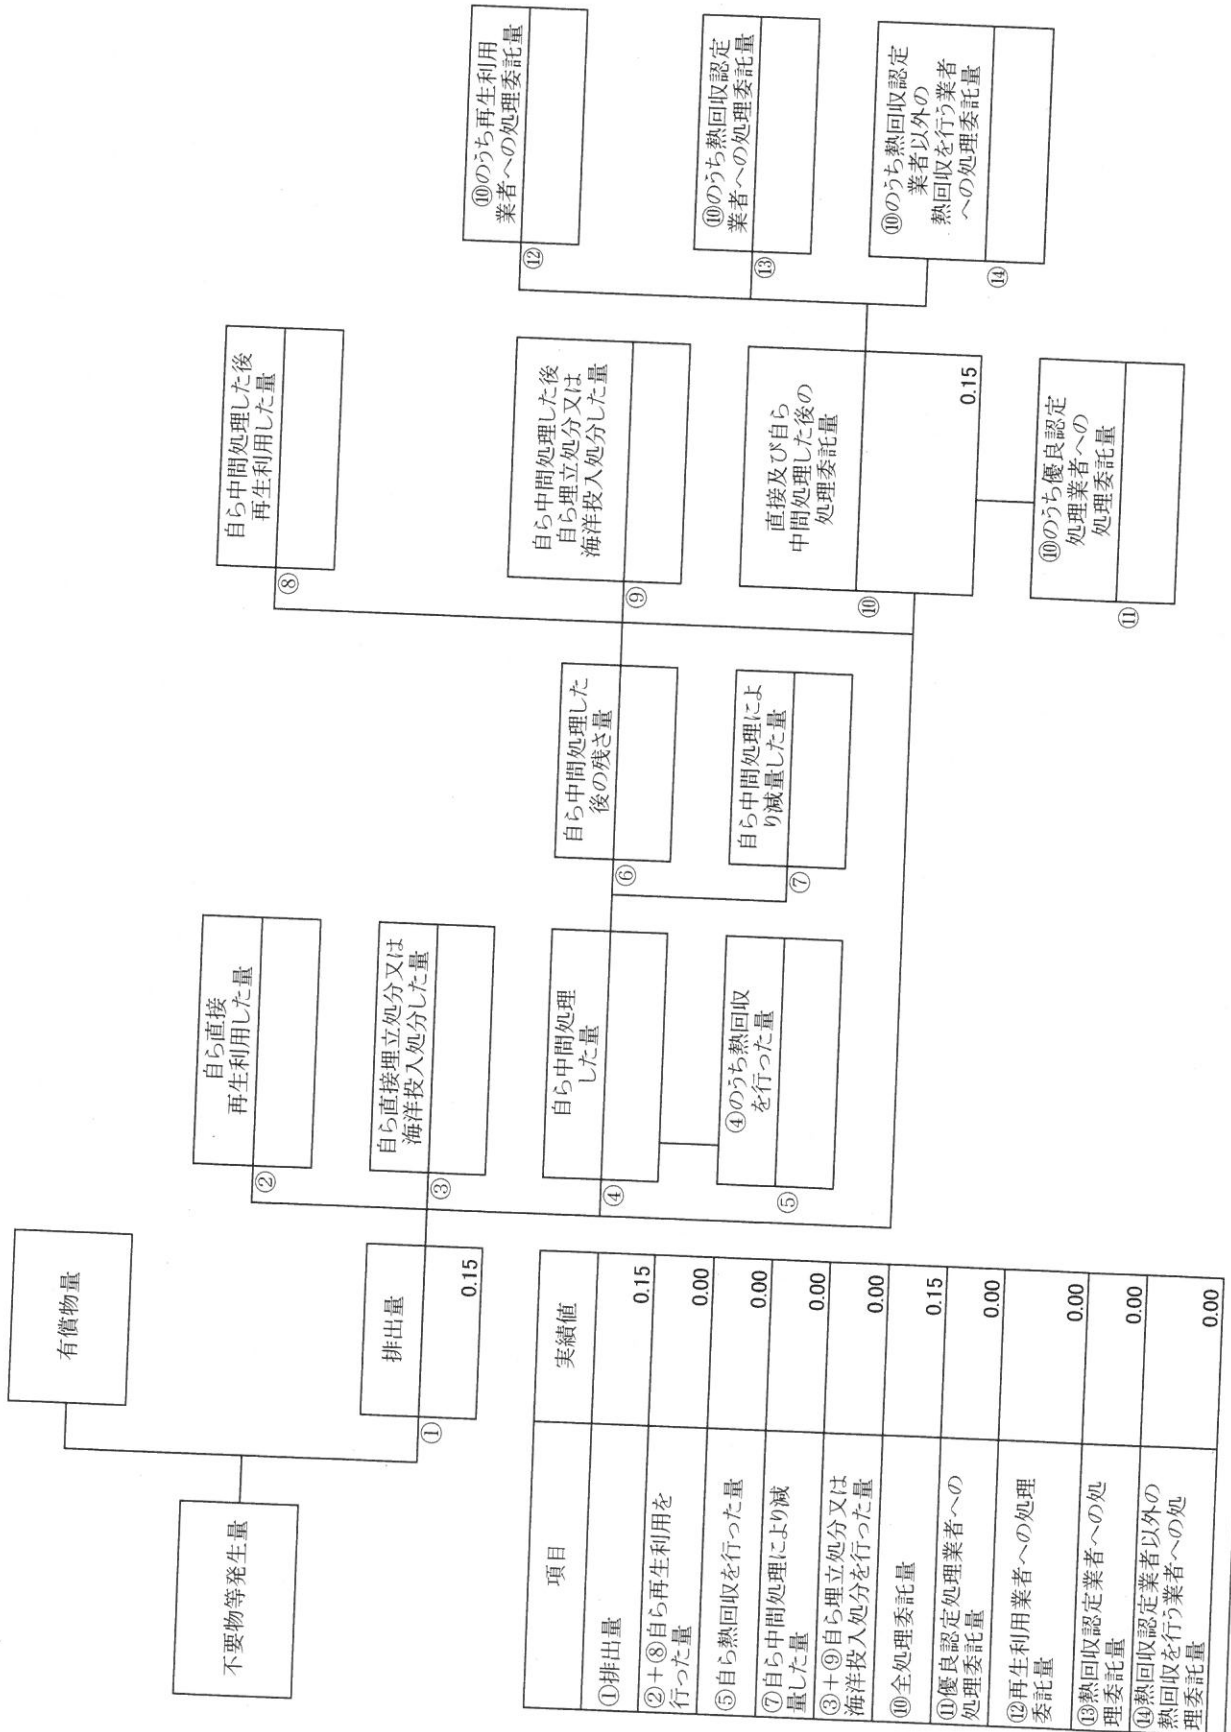 不要物等発生量
有償物量
①
排出量
0.15
②
自ら直接
再生利用した量
③
自ら直接埋立処分又は
海洋投入処分した量
④
自ら中間処理
した量
⑤
④のうち熱回収
を行った量
⑥
自ら中間処理した
後の残さ量
⑦
自ら中間処理によ
り減量した量
⑧
自ら中間処理した後
再生利用した量
⑨
自ら中間処理した後
自ら埋立処分又は
海洋投入処分した量
⑩
直接及び自ら
中間処理した後の
処理委託量
0.15
⑪
⑩のうち優良認定
処理業者への
処理委託量
⑫
⑩のうち再生利用
業者への処理委託量
⑬
⑩のうち熱回収認定
業者への処理委託量
⑭
⑩のうち熱回収認定
業者以外の
熱回収を行う業者
への処理委託量
項目 実績値
①排出量 0.15
②+⑧自ら再生利用を
行った量 0.00
⑤自ら熱回収を行った量 0.00
⑦自ら中間処理により減
量した量 0.00
③+⑨自ら埋立処分又は
海洋投入処分を行った量 0.00
⑩全処理委託量 0.15
⑪優良認定処理業者への
処理委託量 0.00
⑫再生利用業者への処理
委託量 0.00
⑬熱回収認定業者への処
理委託量 0.00
⑭熱回収認定業者以外の
熱回収を行う業者への処
理委託量 0.00